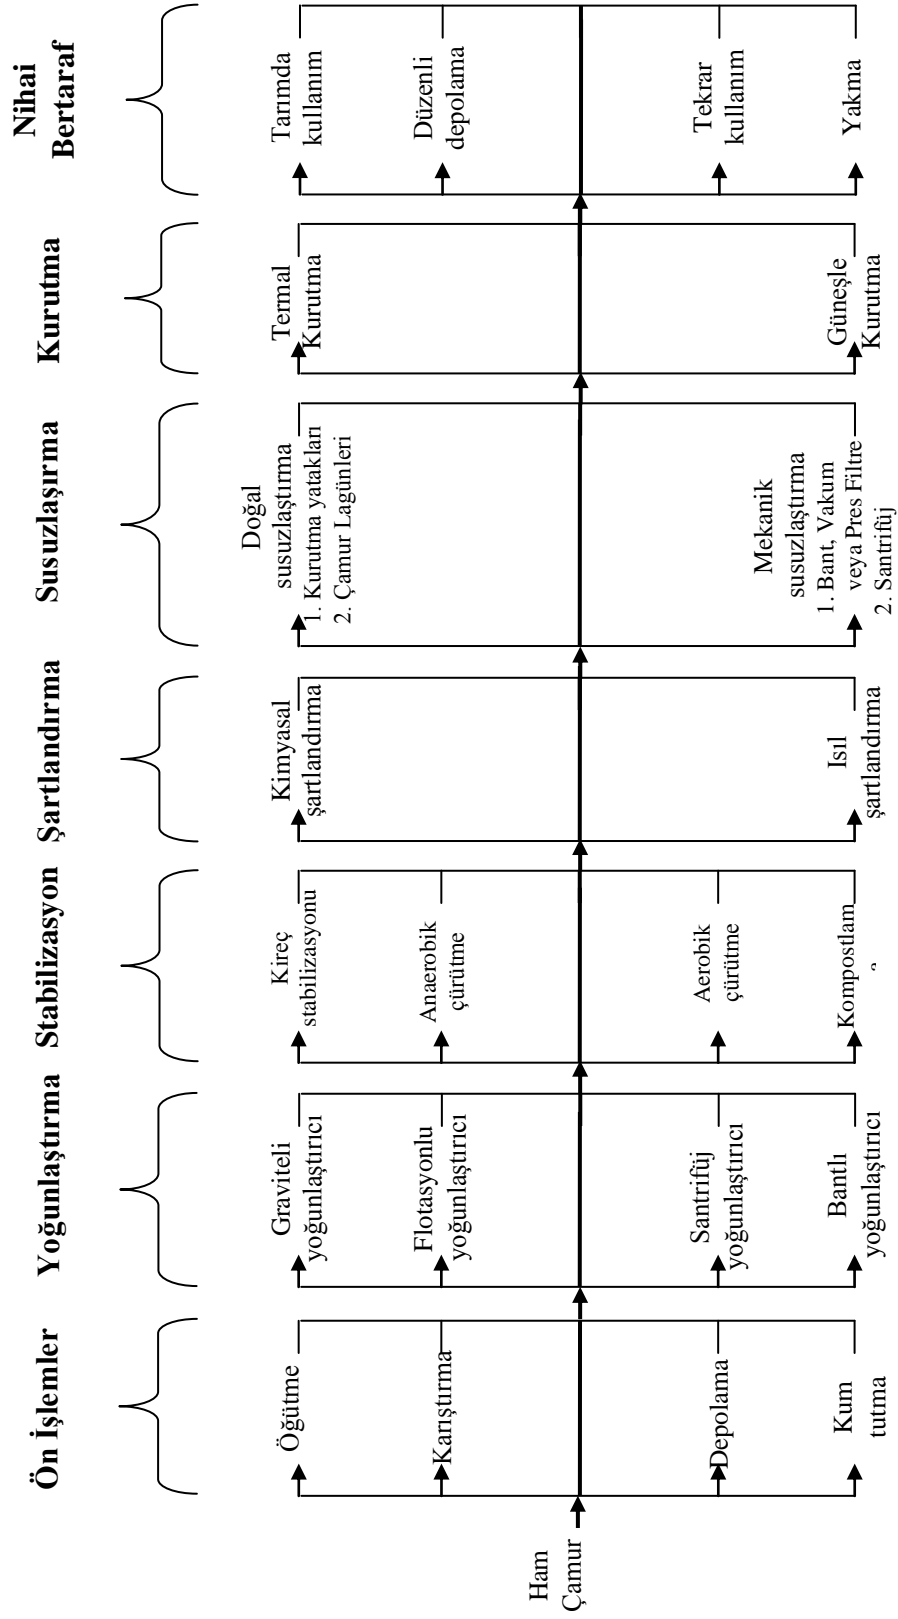 Ön İşlemler
Yoğunlaştırma
Stabilizasyon
Şartlandırma
Susuzlaşırma
Kurutma
Nihai
Bertaraf
Ham
Çamur
Öğütme
Karıştırma
Depolama
Kum
tutma
Graviteli
yoğunlaştırıcı
Flotasyonlu
yoğunlaştırıcı
Santrifüj
yoğunlaştırıcı
Bantlı
yoğunlaştırıcı
Kireç
stabilizasyonu
Anaerobik
çürütme
Aerobik
çürütme
Kompostlam
Kimyasal
şartlandırma
Isıl
şartlandırma
Doğal
susuzlaştırma
1. Kurutma yatakları
2. Çamur Lagünleri
Mekanik
susuzlaştırma
1. Bant, Vakum
veya Pres Filtre
2. Santrifüj
Termal
Kurutma
Güneşle
Kurutma
Tarımda
kullanım
Düzenli
depolama
Tekrar
kullanım
Yakma